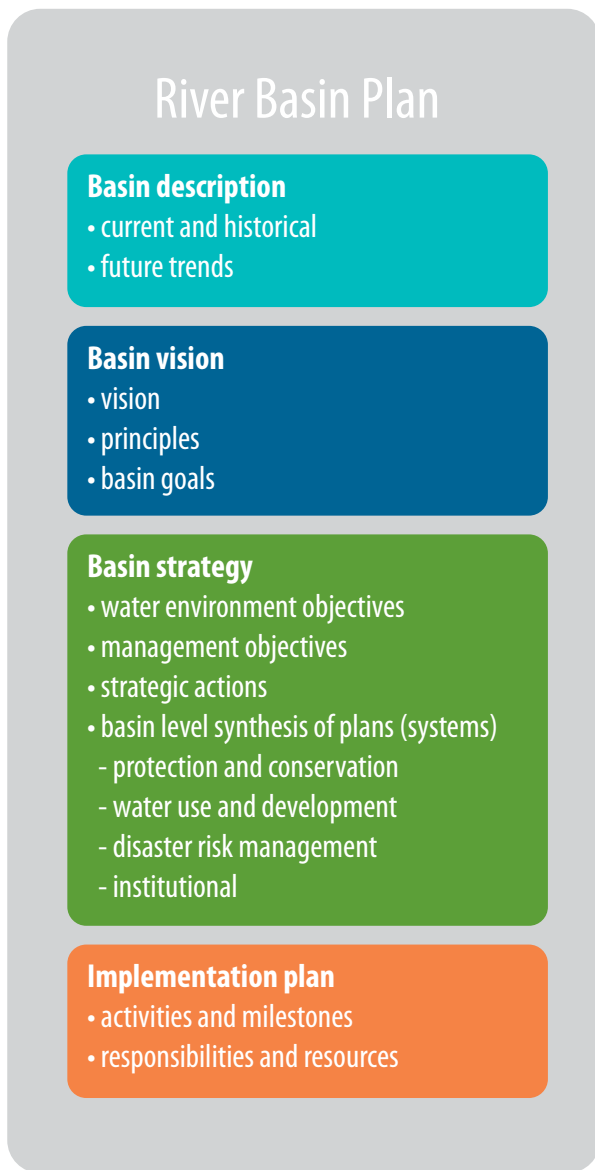 River Basin Plan
Basin description
• current and historical
• future trends
Basin vision
• vision
• principles
• basin goals
Basin strategy
• water environment objectives
• management objectives
• strategic actions
• basin level synthesis of plans (systems)
- protection and conservation
- water use and development
- disaster risk management
- institutional
Implementation plan
• activities and milestones
• responsibilities and resources